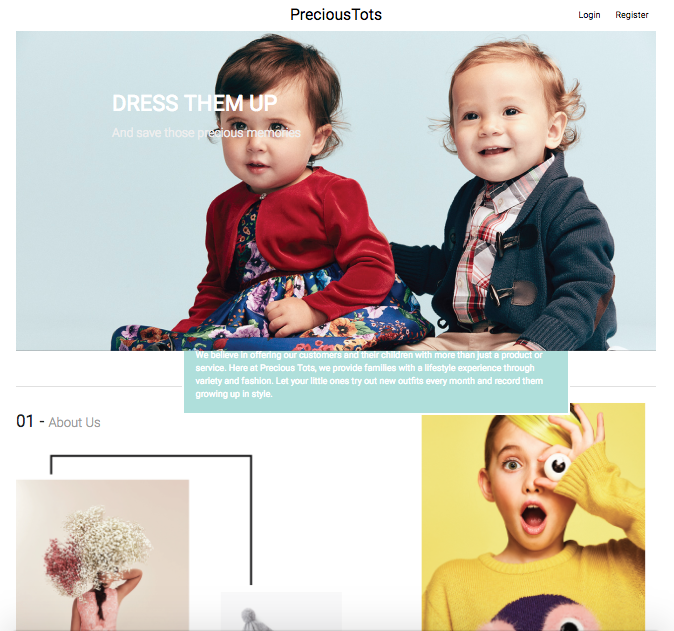 PreciousTots
Login Register
DRESS THEM UP
And save those precious memories
We believe in offering our customers and their children with more than just a product or
service. Here at Precious Tota, we provide families with a lifestyle experience through
variety and fashion. Let your little ones try out new outfits every month and record them
growing up in style.
01 - About Us